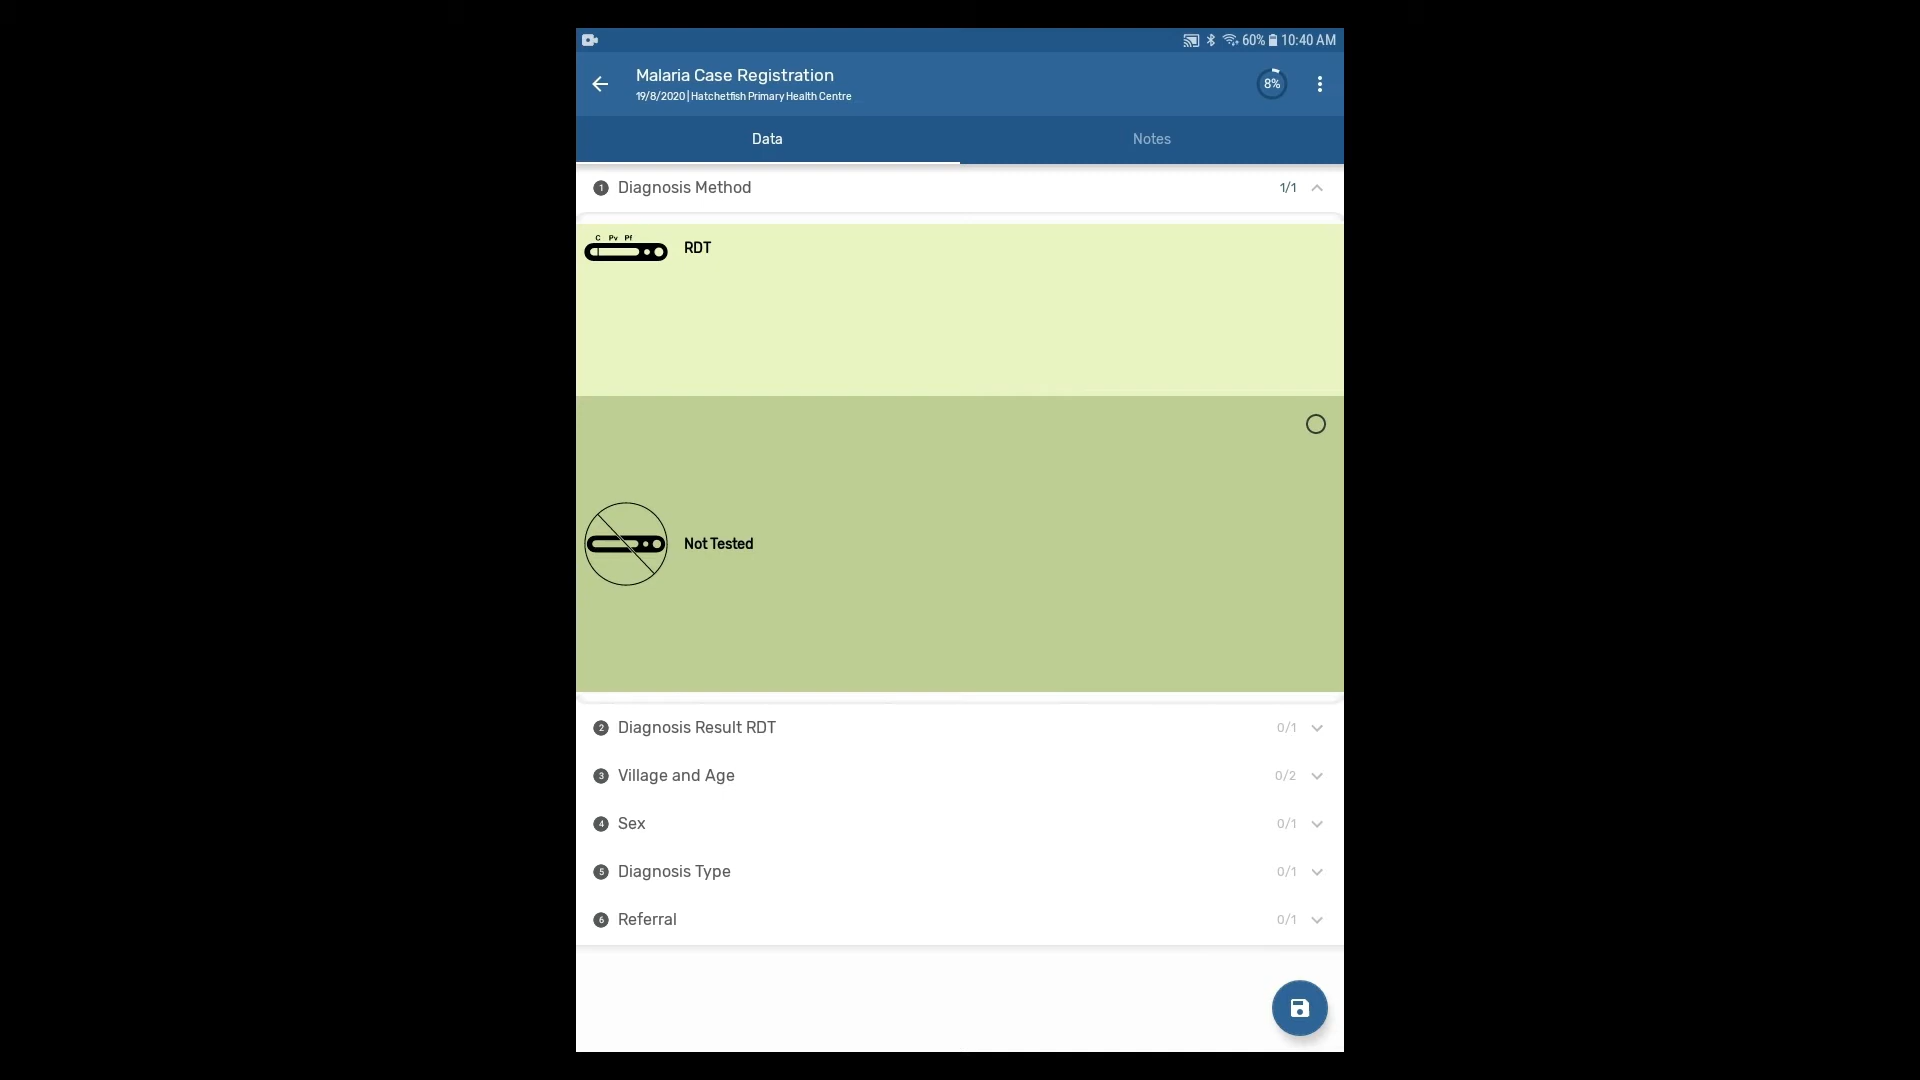 60% 10:40 AM
Malaria Case Registration
19/8/2020 | Hatchetfish Primary Health Centre
8%
Data
Notes
1 Diagnosis Method 1/1
C Pv Pf
RDT
Not Tested
2 Diagnosis Result RDT 0/1
3 Village and Age 0/2
4 Sex 0/1
5 Diagnosis Type 0/1
6 Referral 0/1